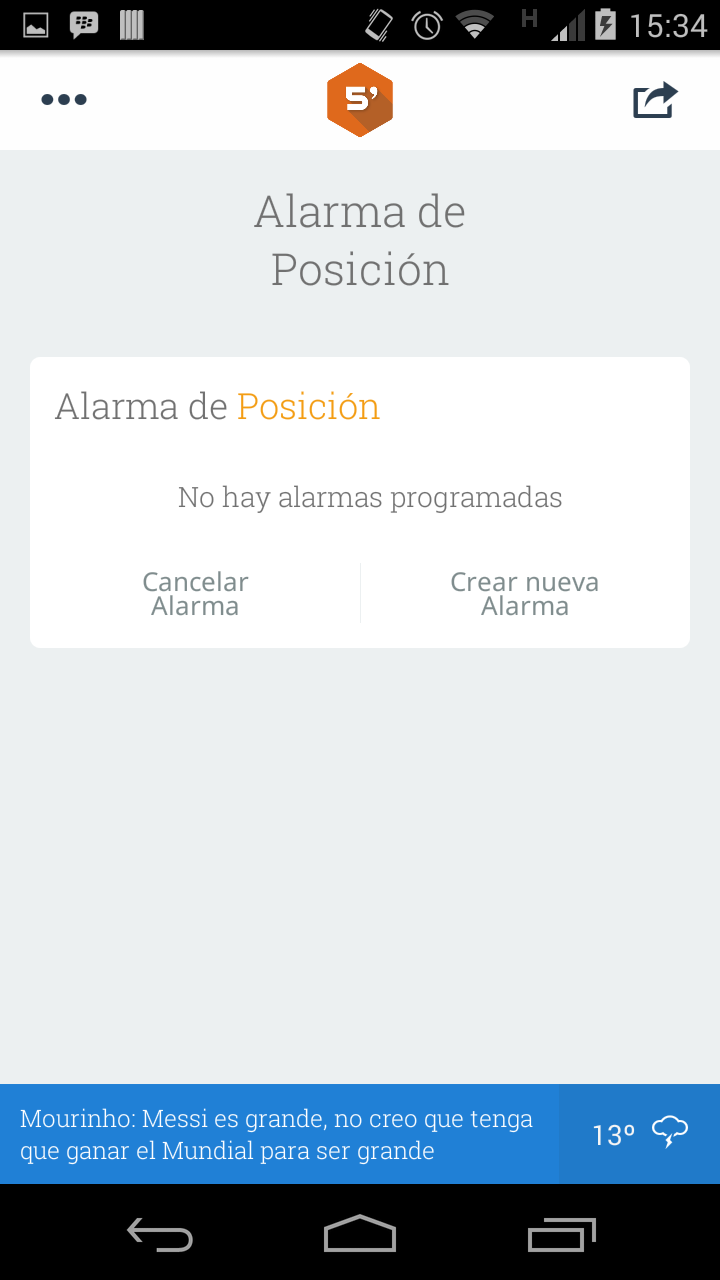 H
15:34
5’
Alarma de
Posición
Alarma de Posición
No hay alarmas programadas
Cancelar
Alarma
Crear nueva
Alarma
Mourinho: Messi es grande, no creo que tenga
que ganar el Mundial para ser grande
13º